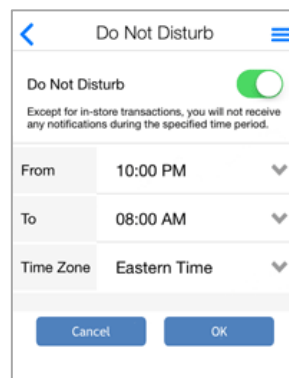 Do Not Disturb
Do Not Disturb
Except for in-store transactions, you will not receive
any notifications during the specified time period.
From 10:00 PM
To 08:00 AM
Time Zone Eastern Time
Cancel OK